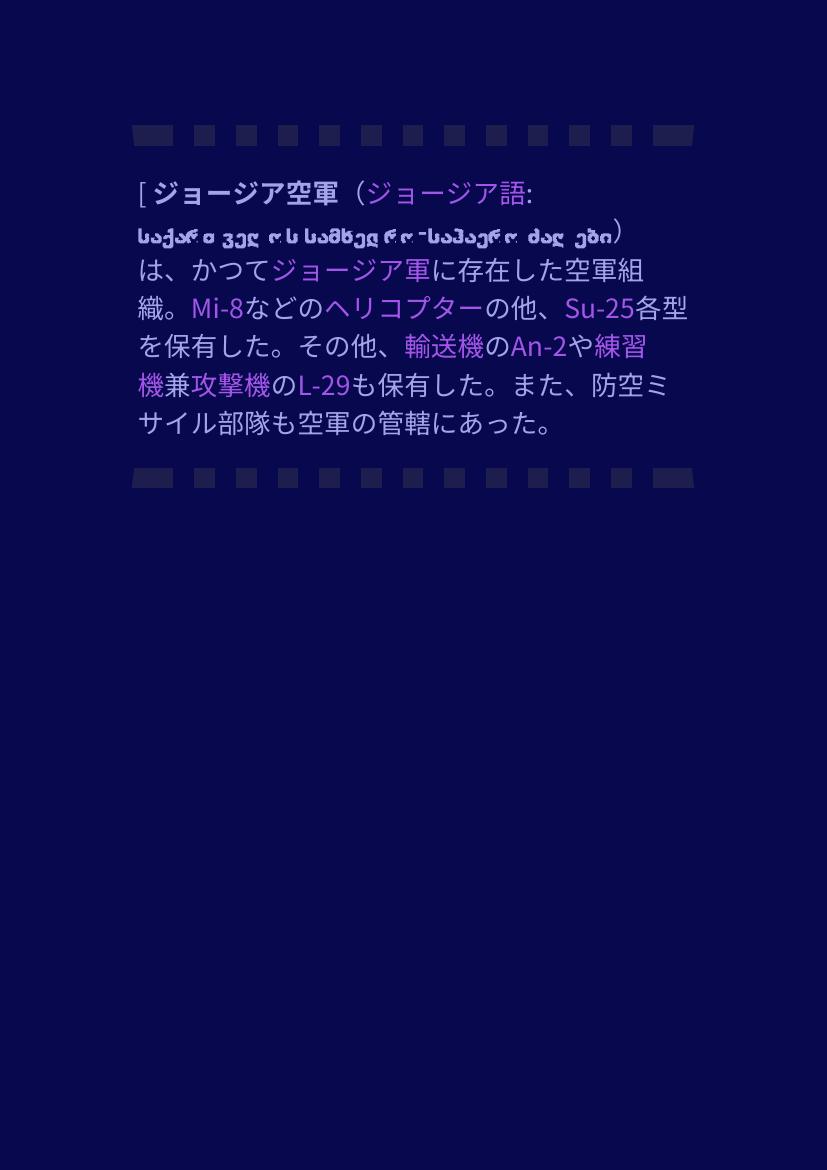 [ ジョージア空軍（ジョージア語:
საქართველოს სამხედრო-საჰაერო ძალები）
は、かつてジョージア軍に存在した空軍組
織。Mi-8などのヘリコプターの他、Su-25各型
を保有した。その他、輸送機のAn-2や練習
機兼攻撃機のL-29も保有した。また、防空ミ
サイル部隊も空軍の管轄にあった。